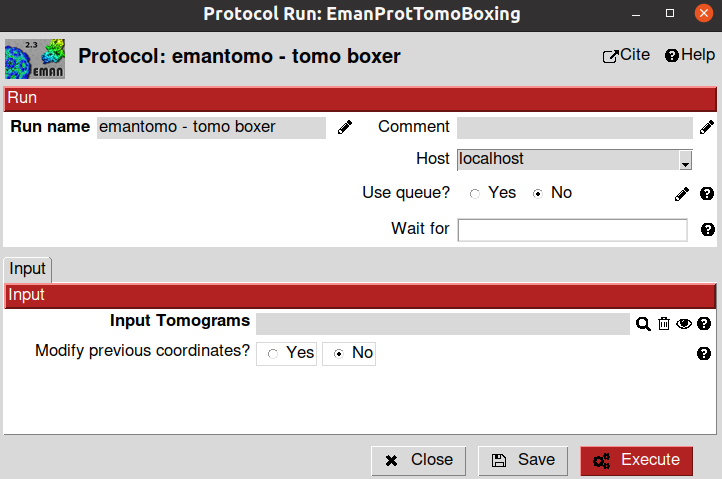 Protocol Run: EmanProtTomoBoxing
2.3
EMAN
Protocol: emantomo - tomo boxer
Cite
Help
Run
Run name emantomo - tomo boxer
Comment
Host localhost
Use queue? Yes No
Wait for
Input
Input
Input Tomograms
Modify previous coordinates? Yes No
Close Save Execute